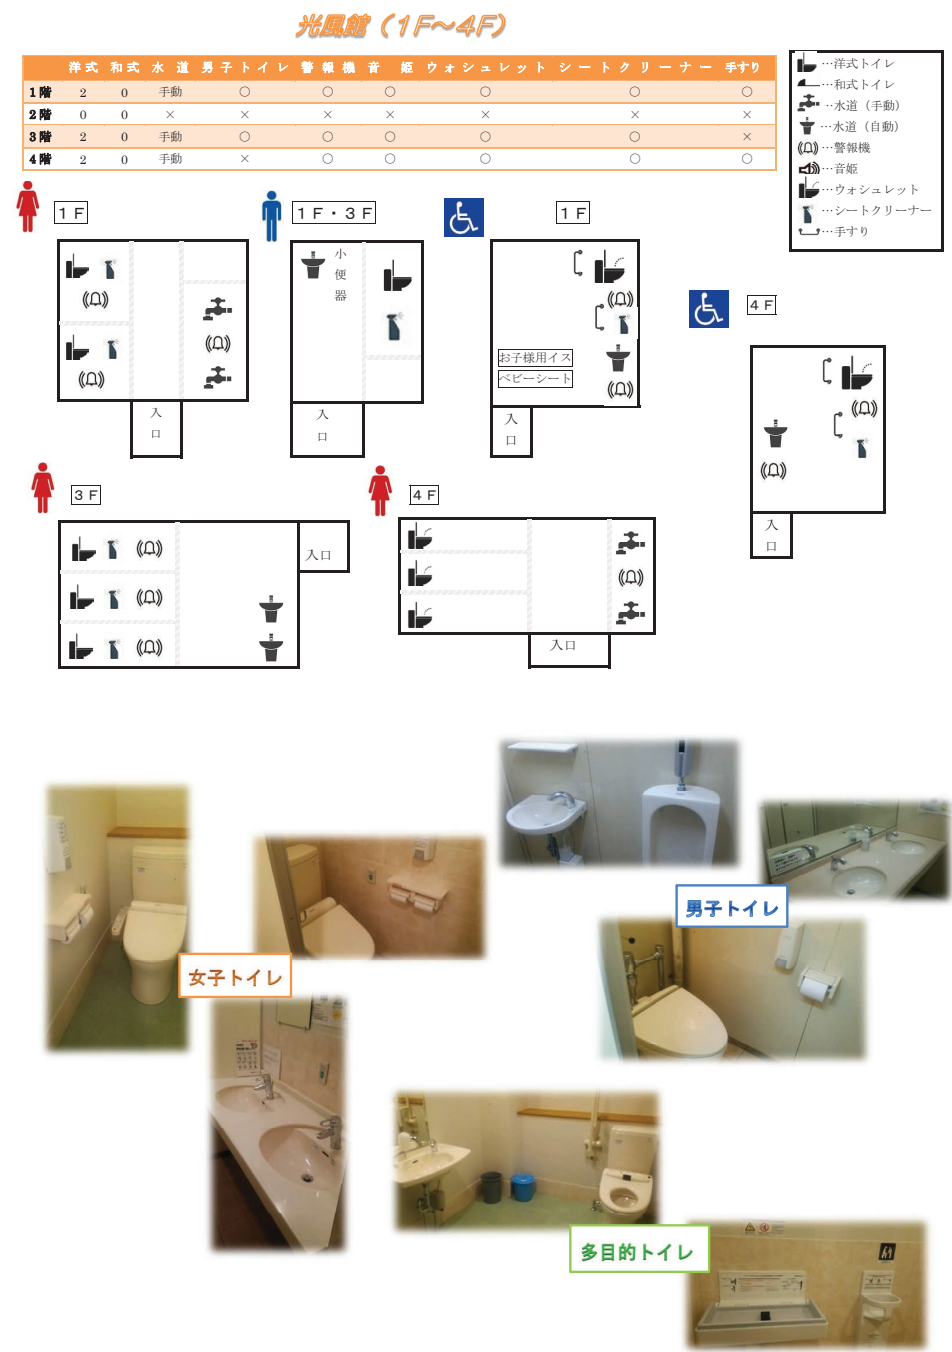 光風館（１F～４F）
洋式 和式 水道 男子トイレ 警報機 音姫 ウォシュレット シートクリーナー 手すり
1階 2 0 手動 ○ ○ ○ ○ ○ ○
2階 0 0 × × × × × × ×
3階 2 0 手動 ○ ○ ○ ○ ○ ×
4階 2 0 手動 × ○ ○ ○ ○ ○
…洋式トイレ
…和式トイレ
…水道（手動）
…水道（自動）
…警報機
…音姫
…ウォシュレット
…シートクリーナー
…手すり
１F
入口
１F・３F
小便器
入口
１F
お子様用イス
ベビーシート
入口
４F
入口
３F
入口
４F
入口
男子トイレ
女子トイレ
多目的トイレ